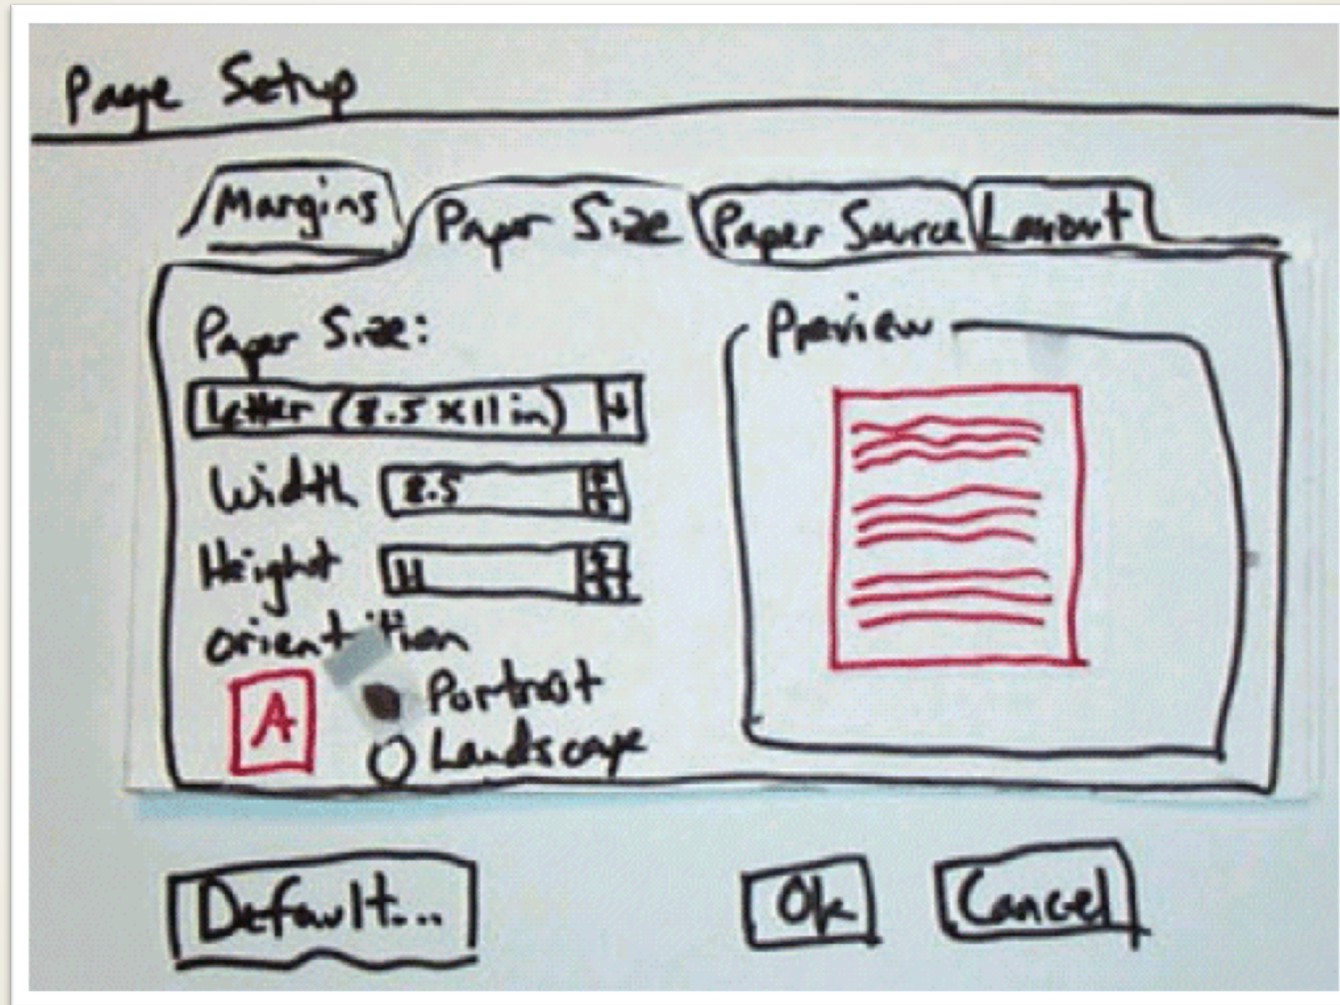 Page Setup
Margins Paper Size Paper Source Layout
Paper Size:
Letter (8.5 x 11 in)
Width 8.5
Height 11
orientation
A
Portrait
Landscape
Preview
Default...
Ok Cancel